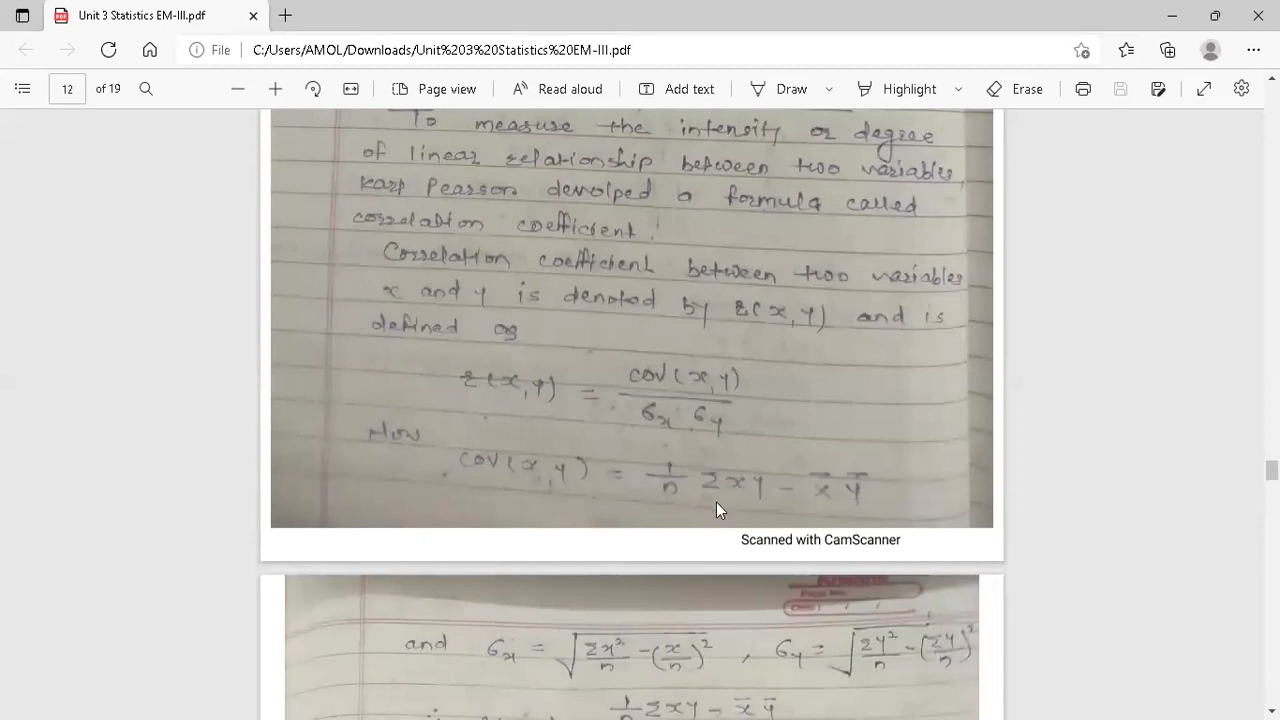 Unit 3 Statistics EM-III.pdf
File C:/Users/AMOL/Downloads/Unit%203%20Statistics%20EM-III.pdf
12 of 19 Page view Read aloud Add text Draw Highlight Erase
To measure the intensity or degree
of linear relationship between two variables,
Karl Pearson devolped a formula called
correlation coefficient.
Correlation coefficient between two variables
x and y is denoted by r(x,y) and is
defined as
r(x,y) = cov(x,y) / σx σy
Now
cov(x,y) = 1/n Σxy - x̄ ȳ
Scanned with CamScanner
Page No.
Date
and σx = √(Σx²/n - (x/n)²) , σy = √(Σy²/n - (Σy/n)²)
1/n Σxy - x̄ ȳ